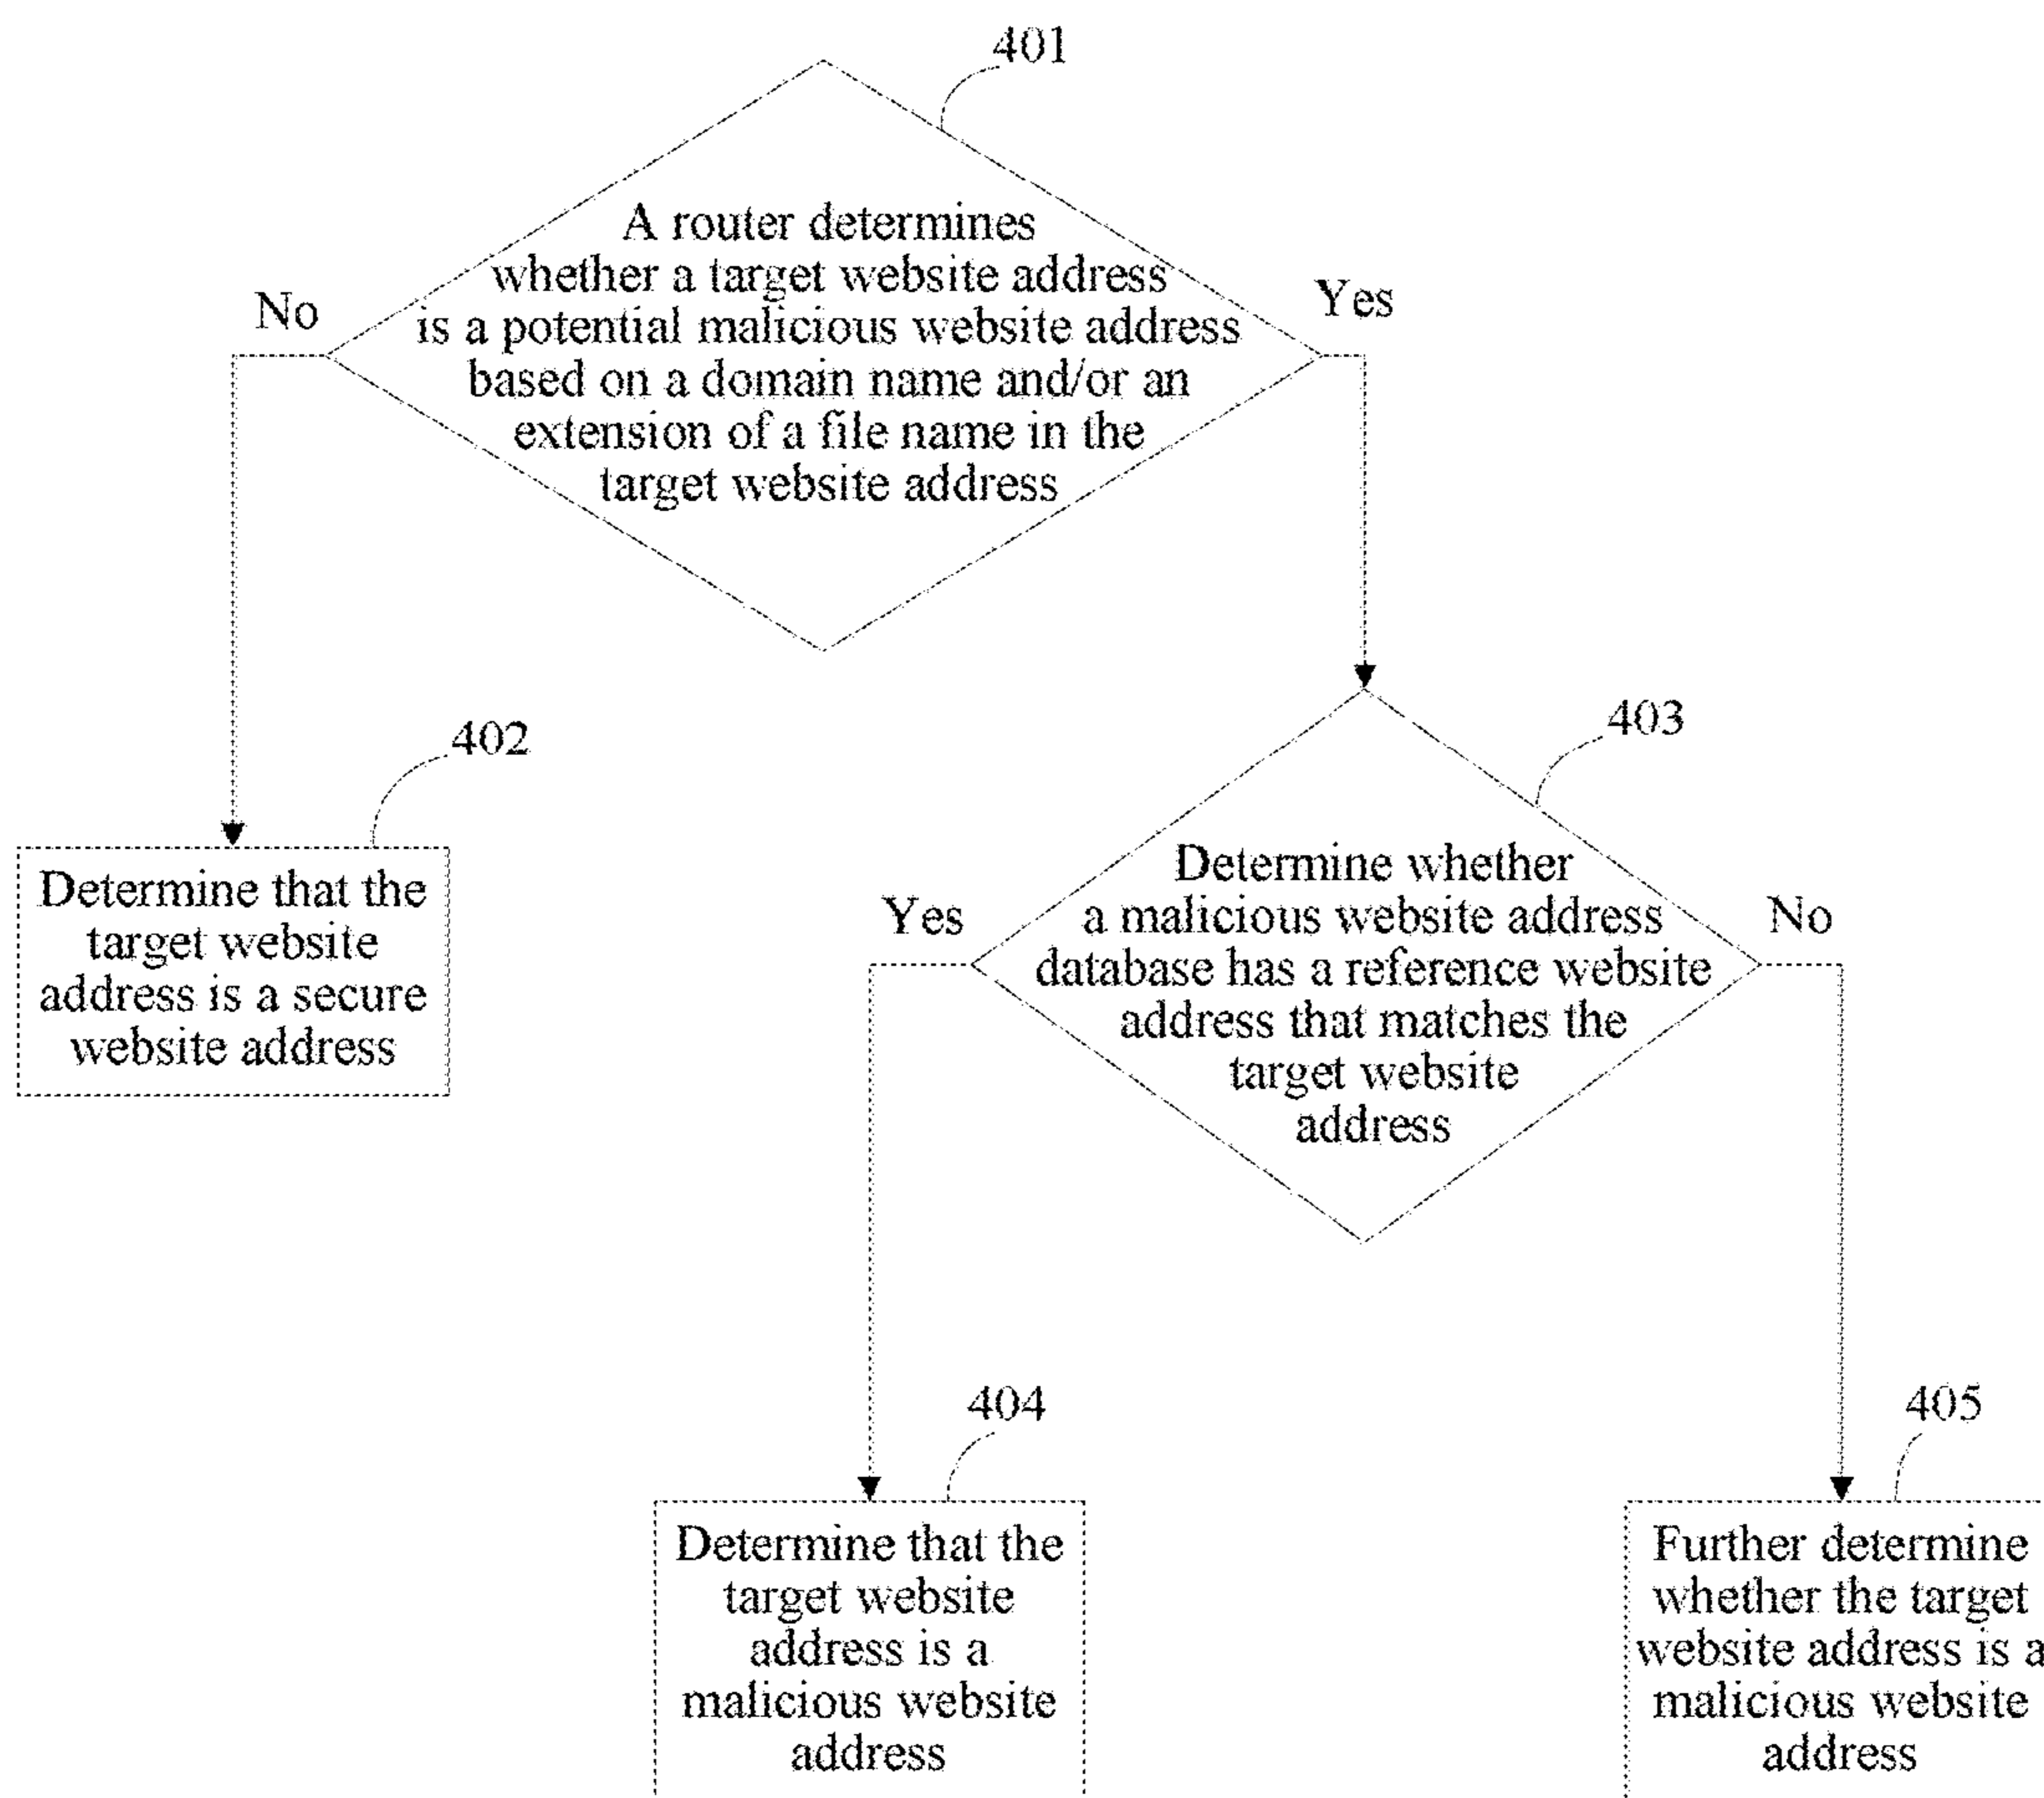 401
A router determines
whether a target website address
is a potential malicious website address
based on a domain name and/or an
extension of a file name in the
target website address
No
Yes
402
Determine that the
target website
address is a secure
website address
403
Determine whether
a malicious website address
database has a reference website
address that matches the
target website
address
Yes
No
404
Determine that the
target website
address is a
malicious website
address
405
Further determine
whether the target
website address is a
malicious website
address